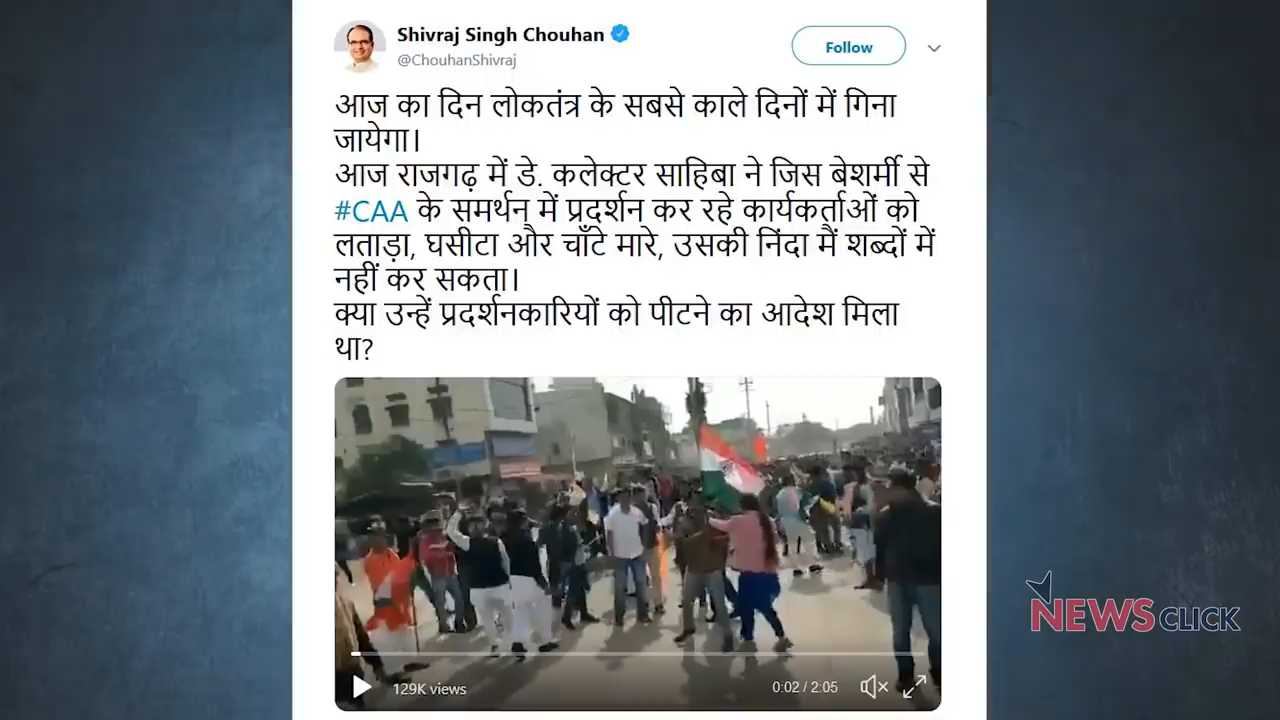 Shivraj Singh Chouhan
@ChouhanShivraj
Follow
आज का दिन लोकतंत्र के सबसे काले दिनों में गिना
जायेगा।
आज राजगढ़ में डे. कलेक्टर साहिबा ने जिस बेशर्मी से
#CAA के समर्थन में प्रदर्शन कर रहे कार्यकर्ताओं को
लताड़ा, घसीटा और चाँटे मारे, उसकी निंदा मैं शब्दों में
नहीं कर सकता।
क्या उन्हें प्रदर्शनकारियों को पीटने का आदेश मिला
था?
129K views
0:02 / 2:05
NEWSCLICK